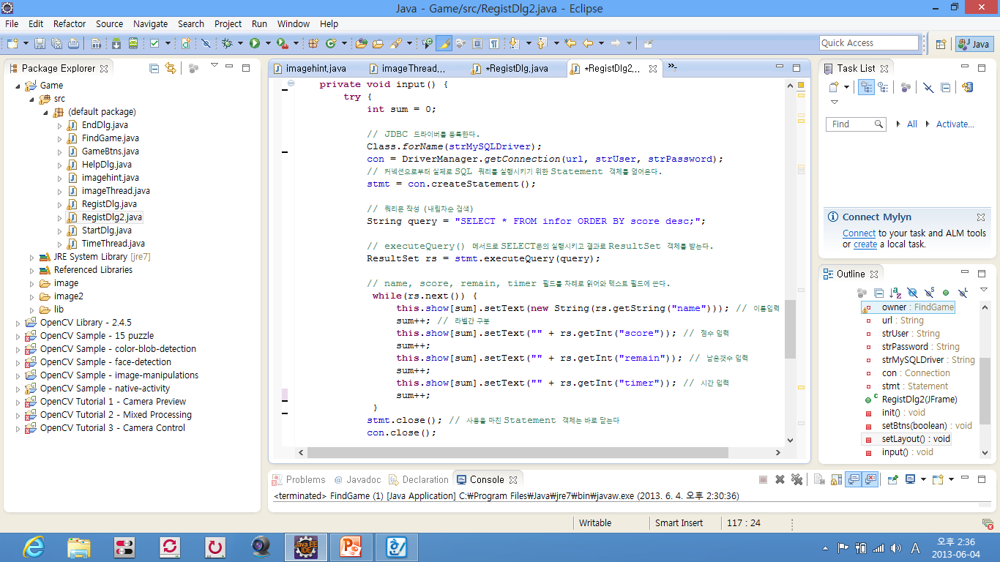 Java - Game/src/RegistDlg2.java - Eclipse
File Edit Refactor Source Navigate Search Project Run Window Help
Quick Access
Java
Package Explorer
Game
src
(default package)
EndDlg.java
FindGame.java
GameBtns.java
HelpDlg.java
imagehint.java
imageThread.java
RegistDlg.java
RegistDlg2.java
StartDlg.java
TimeThread.java
JRE System Library [jre7]
Referenced Libraries
image
image2
lib
OpenCV Library - 2.4.5
OpenCV Sample - 15 puzzle
OpenCV Sample - color-blob-detection
OpenCV Sample - face-detection
OpenCV Sample - image-manipulations
OpenCV Sample - native-activity
OpenCV Tutorial 1 - Camera Preview
OpenCV Tutorial 2 - Mixed Processing
OpenCV Tutorial 3 - Camera Control
imagehint.java imageThread.... *RegistDlg.java *RegistDlg2....
private void input() {
try {
int sum = 0;
// JDBC 드라이버를 등록한다.
Class.forName(strMySQLDriver);
con = DriverManager.getConnection(url, strUser, strPassword);
// 커넥션으로부터 실제로 SQL 쿼리를 실행시키기 위한 Statement 객체를 얻어온다.
stmt = con.createStatement();
// 쿼리문 작성 (내림차순 검색)
String query = "SELECT * FROM infor ORDER BY score desc;";
// executeQuery() 메서드로 SELECT문의 실행시키고 결과로 ResultSet 객체를 받는다.
ResultSet rs = stmt.executeQuery(query);
// name, score, remain, timer 필드를 차례로 읽어와 텍스트 필드에 쓴다.
while(rs.next()) {
this.show[sum].setText(new String(rs.getString("name"))); // 이름입력
sum++; // 라벨간 구분
this.show[sum].setText("" + rs.getInt("score")); // 점수 입력
sum++;
this.show[sum].setText("" + rs.getInt("remain")); // 남은갯수 입력
sum++;
this.show[sum].setText("" + rs.getInt("timer")); // 시간 입력
sum++;
}
stmt.close(); // 사용을 마친 Statement 객체는 바로 닫는다
con.close();
Task List
Find All Activate...
Connect Mylyn
Connect to your task and ALM tools
or create a local task.
Outline
owner : FindGame
url : String
strUser : String
strPassword : String
strMySQLDriver : String
con : Connection
stmt : Statement
RegistDlg2(JFrame)
init() : void
setBtns(boolean) : void
setLayout() : void
input() : void
Problems @ Javadoc Declaration Console
<terminated> FindGame (1) [Java Application] C:₩Program Files₩Java₩jre7₩bin₩javaw.exe (2013. 6. 4. 오후 2:30:36)
Writable Smart Insert 117 : 24
Java EE
IDE
A
오후 2:36
2013-06-04